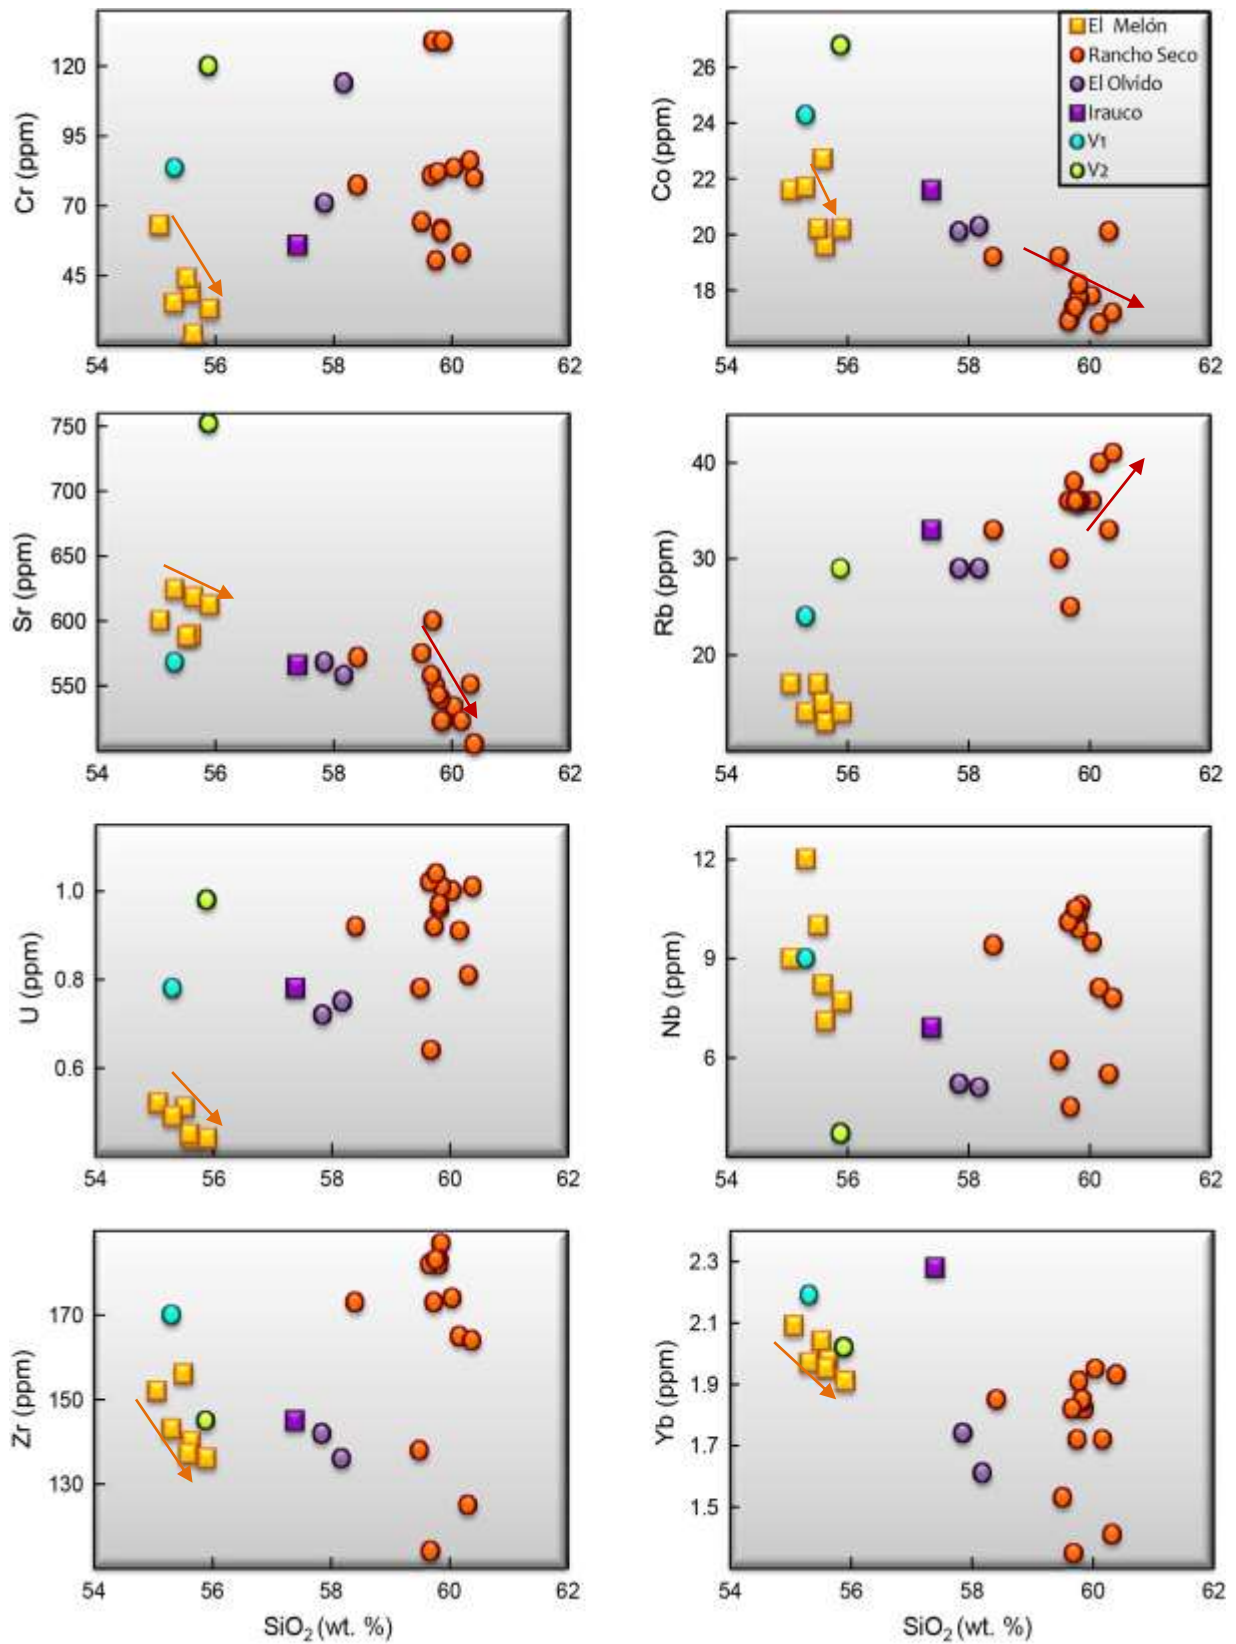 Cr (ppm)
120
95
70
45
54 56 58 60 62
Co (ppm)
26
24
22
20
18
54 56 58 60 62
El Melón
Rancho Seco
El Olvido
Irauco
V1
V2
Sr (ppm)
750
700
650
600
550
54 56 58 60 62
Rb (ppm)
40
30
20
54 56 58 60 62
U (ppm)
1.0
0.8
0.6
54 56 58 60 62
Nb (ppm)
12
9
6
54 56 58 60 62
Zr (ppm)
170
150
130
54 56 58 60 62
SiO₂ (wt. %)
Yb (ppm)
2.3
2.1
1.9
1.7
1.5
54 56 58 60 62
SiO₂ (wt. %)